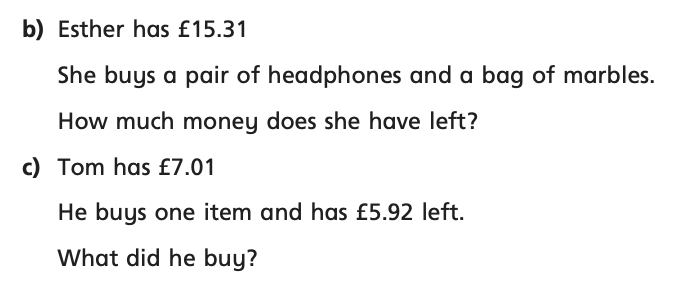 b) Esther has £15.31
She buys a pair of headphones and a bag of marbles.
How much money does she have left?
c) Tom has £7.01
He buys one item and has £5.92 left.
What did he buy?